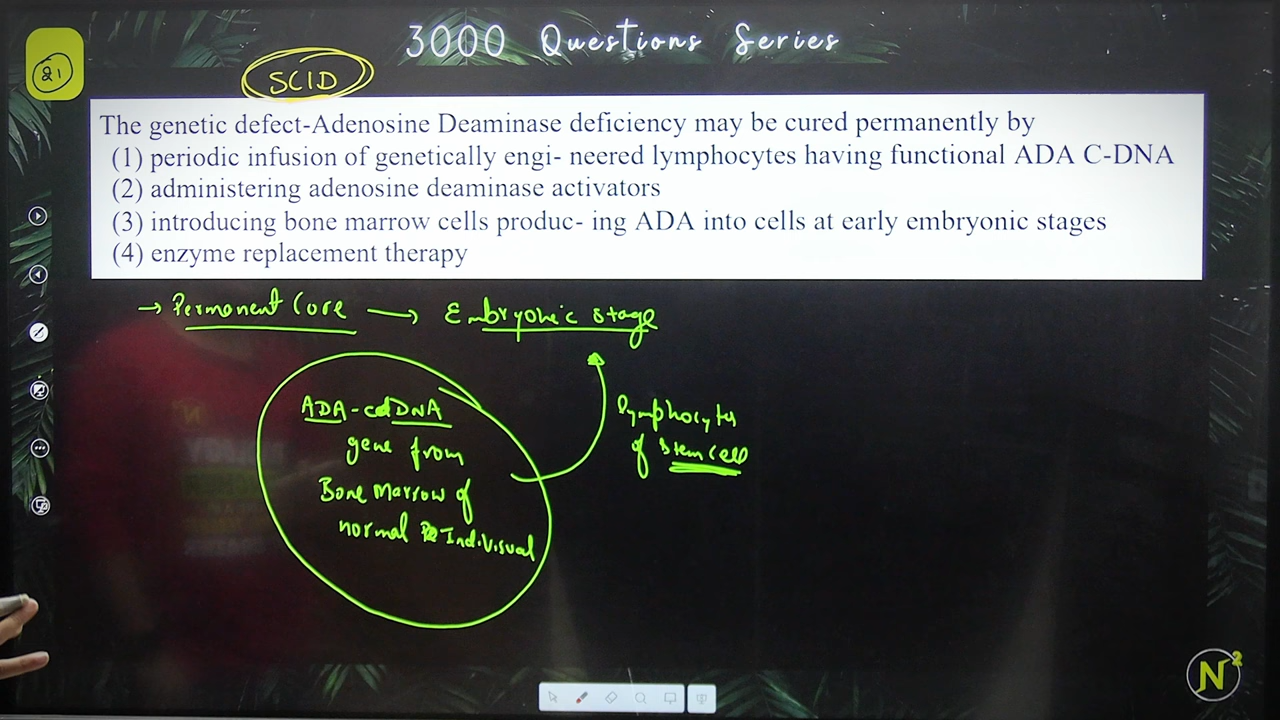 3000 Questions Series
21
SCID
The genetic defect-Adenosine Deaminase deficiency may be cured permanently by
(1) periodic infusion of genetically engi- neered lymphocytes having functional ADA C-DNA
(2) administering adenosine deaminase activators
(3) introducing bone marrow cells produc- ing ADA into cells at early embryonic stages
(4) enzyme replacement therapy
→ Permanent Cure → Embryonic stage
ADA-cdDNA
gene from
Bone Marrow of
normal Individual
lymphocytes
of stem cell
N²